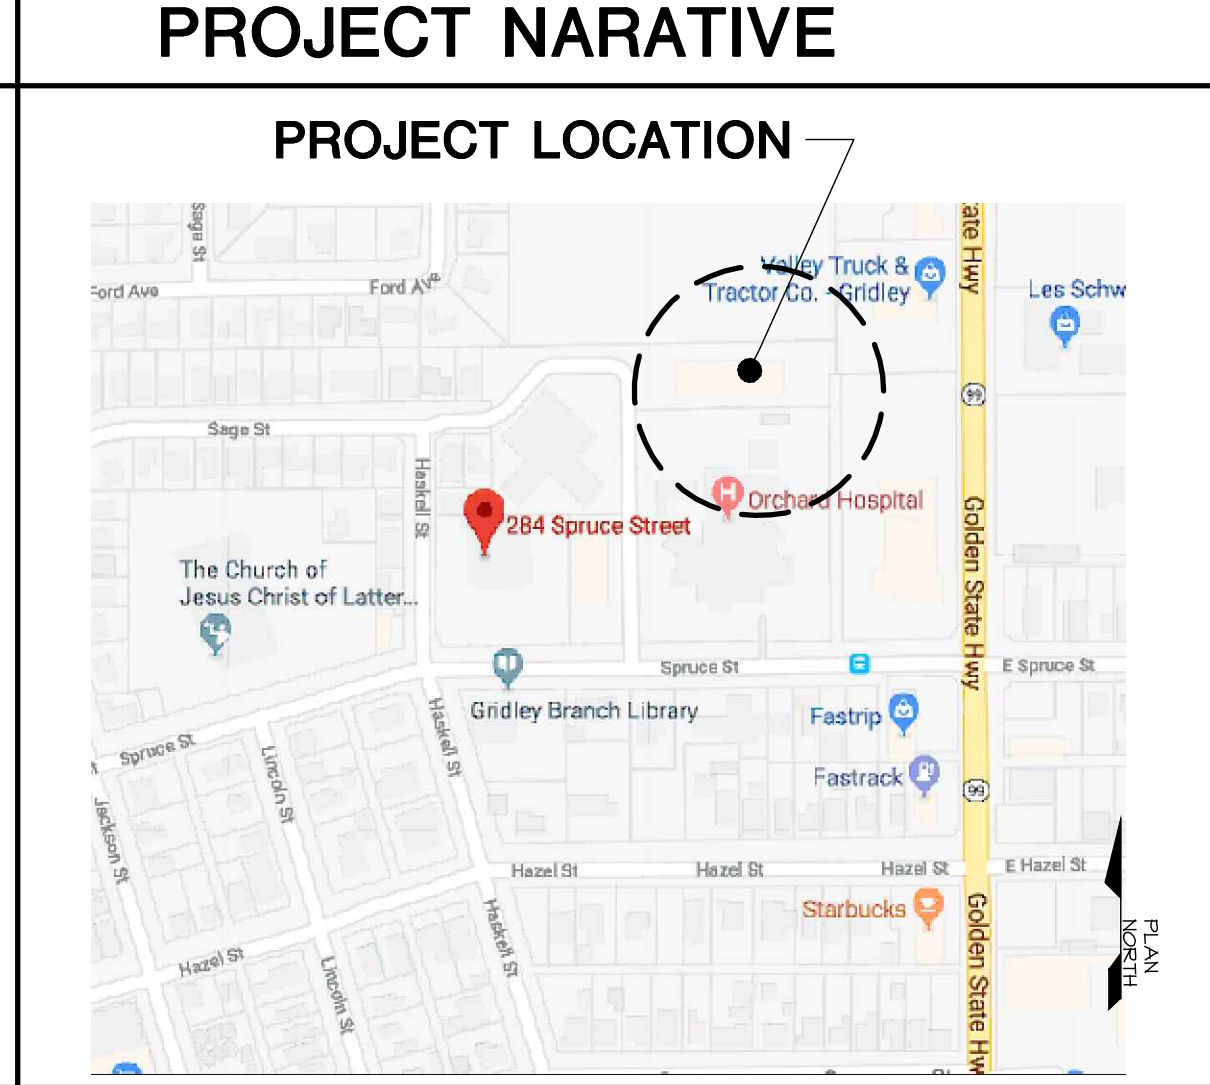 PROJECT NARATIVE
PROJECT LOCATION
Sage St
ate Hwy
Valley Truck &
Tractor Co. - Gridley
Ford Ave
Ford Ave
Les Schw
99
Sage St
Haskell St
Orchard Hospital
284 Spruce Street
Golden State Hwy
The Church of
Jesus Christ of Latter...
Spruce St
E Spruce St
Gridley Branch Library
Haskell St
Fastrip
Spruce St
Lincoln St
Fastrack
99
Jackson St
Hazel St
Hazel St
Hazel St
E Hazel St
Starbucks
Haskell St
Golden State Hw
PLAN
NORTH
Hazel St
Lincoln St